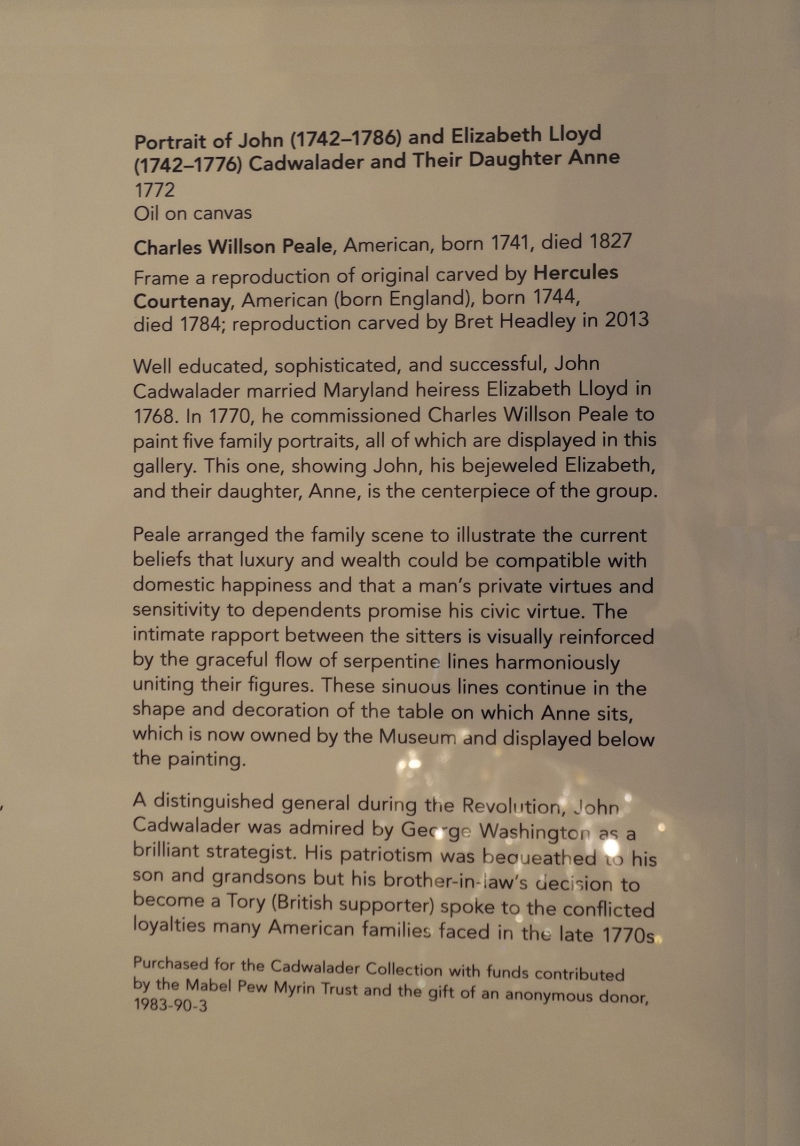 Portrait of John (1742–1786) and Elizabeth Lloyd
(1742–1776) Cadwalader and Their Daughter Anne
1772
Oil on canvas
Charles Willson Peale, American, born 1741, died 1827
Frame a reproduction of original carved by Hercules
Courtenay, American (born England), born 1744,
died 1784; reproduction carved by Bret Headley in 2013
Well educated, sophisticated, and successful, John
Cadwalader married Maryland heiress Elizabeth Lloyd in
1768. In 1770, he commissioned Charles Willson Peale to
paint five family portraits, all of which are displayed in this
gallery. This one, showing John, his bejeweled Elizabeth,
and their daughter, Anne, is the centerpiece of the group.
Peale arranged the family scene to illustrate the current
beliefs that luxury and wealth could be compatible with
domestic happiness and that a man's private virtues and
sensitivity to dependents promise his civic virtue. The
intimate rapport between the sitters is visually reinforced
by the graceful flow of serpentine lines harmoniously
uniting their figures. These sinuous lines continue in the
shape and decoration of the table on which Anne sits,
which is now owned by the Museum and displayed below
the painting.
A distinguished general during the Revolution, John
Cadwalader was admired by George Washington as a
brilliant strategist. His patriotism was bequeathed to his
son and grandsons but his brother-in-law's decision to
become a Tory (British supporter) spoke to the conflicted
loyalties many American families faced in the late 1770s.
Purchased for the Cadwalader Collection with funds contributed
by the Mabel Pew Myrin Trust and the gift of an anonymous donor,
1983-90-3